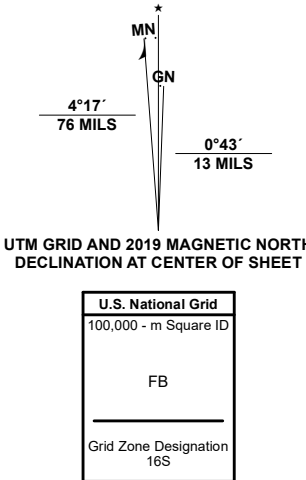 ★
MN
GN
4°17´
76 MILS
0°43´
13 MILS
UTM GRID AND 2019 MAGNETIC NORTH
DECLINATION AT CENTER OF SHEET
U.S. National Grid
100,000 - m Square ID
FB
Grid Zone Designation
16S